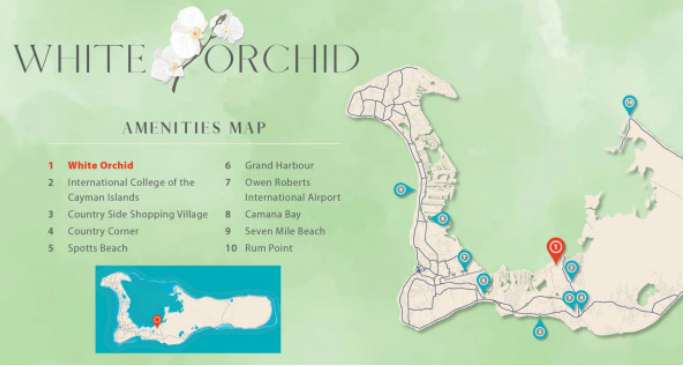 WHITE ORCHID
AMENITIES MAP
1 White Orchid
2 International College of the
Cayman Islands
3 Country Side Shopping Village
4 Country Corner
5 Spotts Beach
6 Grand Harbour
7 Owen Roberts
International Airport
8 Camana Bay
9 Seven Mile Beach
10 Rum Point
10
1